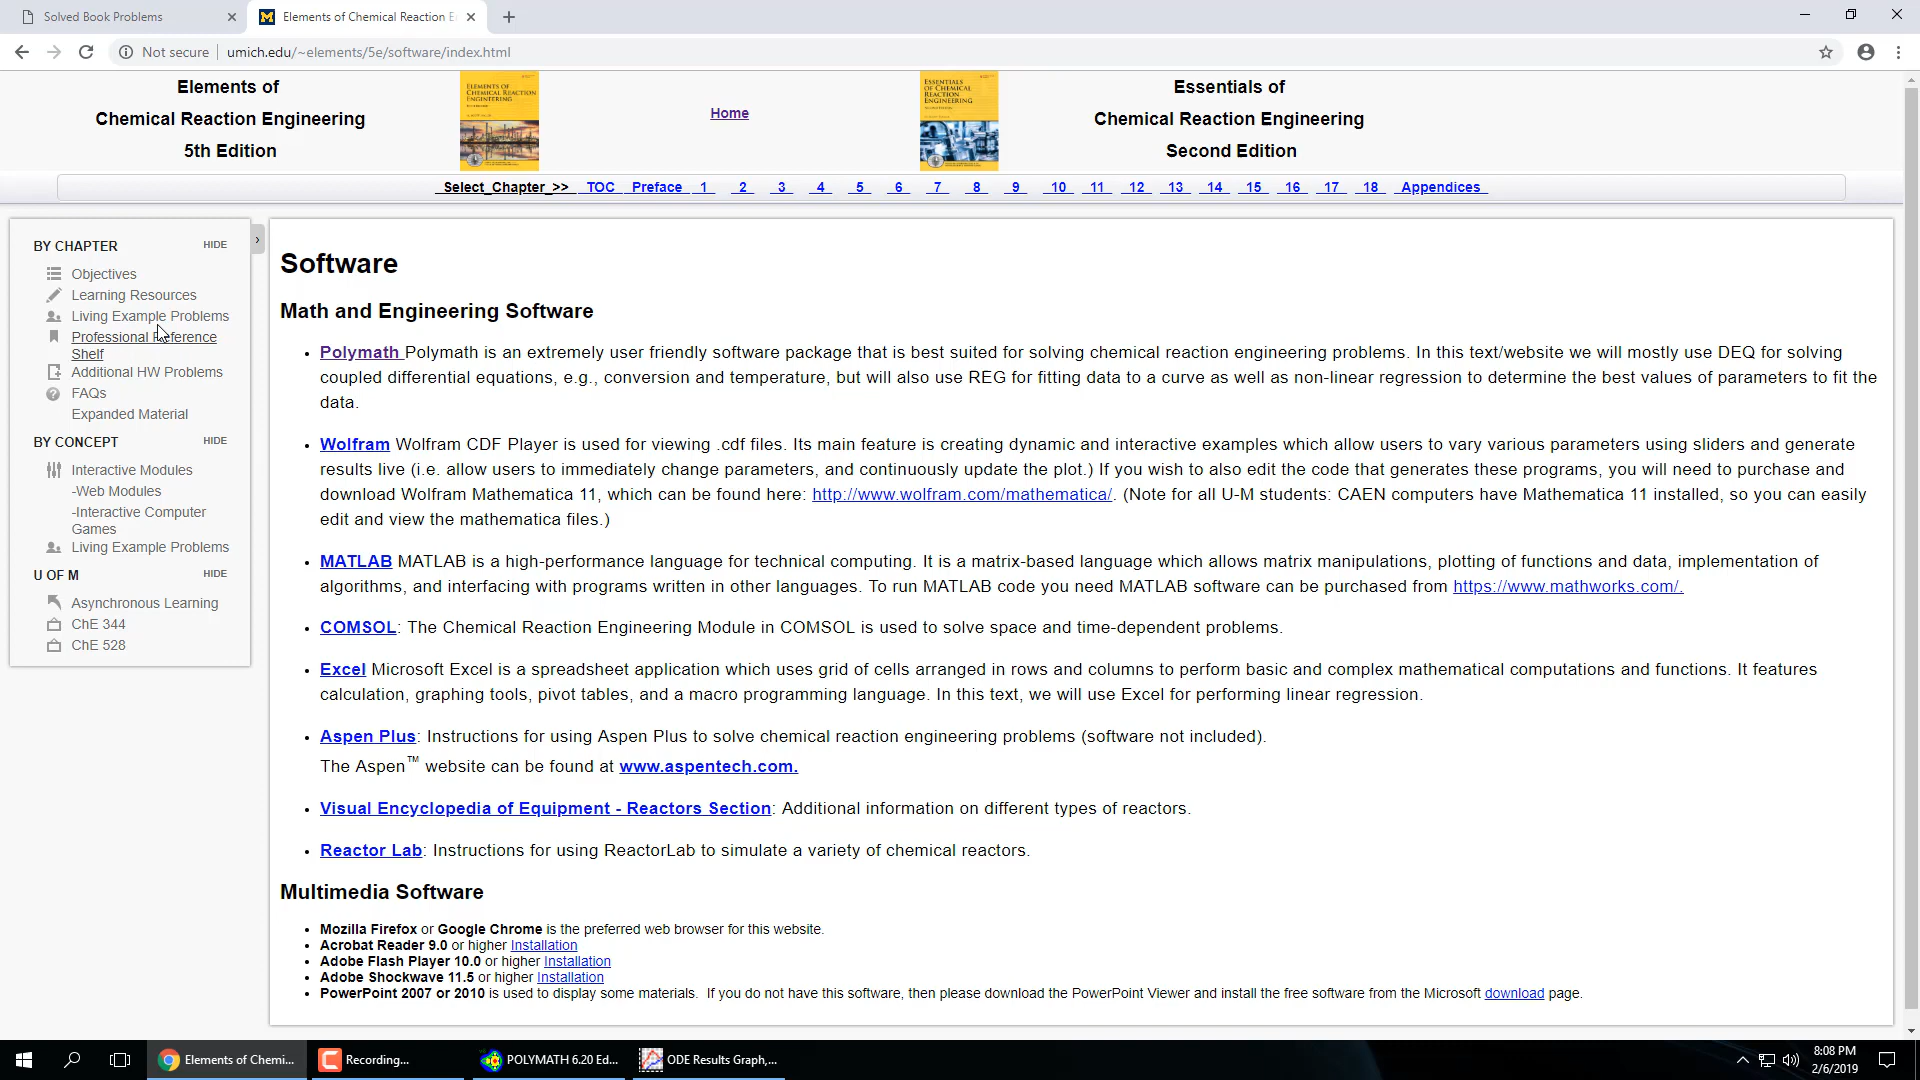 Solved Book Problems
Elements of Chemical Reaction E
Not secure
umich.edu/~elements/5e/software/index.html
Elements of
Chemical Reaction Engineering
5th Edition
ELEMENTS OF
CHEMICAL REACTION
ENGINEERING
Home
ESSENTIALS
OF CHEMICAL
REACTION
ENGINEERING
Essentials of
Chemical Reaction Engineering
Second Edition
Select_Chapter_>> TOC Preface 1 2 3 4 5 6 7 8 9 10 11 12 13 14 15 16 17 18 Appendices
BY CHAPTER HIDE
Objectives
Learning Resources
Living Example Problems
Professional Reference
Shelf
Additional HW Problems
FAQs
Expanded Material
BY CONCEPT HIDE
Interactive Modules
-Web Modules
-Interactive Computer
Games
Living Example Problems
U OF M HIDE
Asynchronous Learning
ChE 344
ChE 528
Software
Math and Engineering Software
Polymath Polymath is an extremely user friendly software package that is best suited for solving chemical reaction engineering problems. In this text/website we will mostly use DEQ for solving
coupled differential equations, e.g., conversion and temperature, but will also use REG for fitting data to a curve as well as non-linear regression to determine the best values of parameters to fit the
data.
Wolfram Wolfram CDF Player is used for viewing .cdf files. Its main feature is creating dynamic and interactive examples which allow users to vary various parameters using sliders and generate
results live (i.e. allow users to immediately change parameters, and continuously update the plot.) If you wish to also edit the code that generates these programs, you will need to purchase and
download Wolfram Mathematica 11, which can be found here: http://www.wolfram.com/mathematica/. (Note for all U-M students: CAEN computers have Mathematica 11 installed, so you can easily
edit and view the mathematica files.)
MATLAB MATLAB is a high-performance language for technical computing. It is a matrix-based language which allows matrix manipulations, plotting of functions and data, implementation of
algorithms, and interfacing with programs written in other languages. To run MATLAB code you need MATLAB software can be purchased from https://www.mathworks.com/.
COMSOL: The Chemical Reaction Engineering Module in COMSOL is used to solve space and time-dependent problems.
Excel Microsoft Excel is a spreadsheet application which uses grid of cells arranged in rows and columns to perform basic and complex mathematical computations and functions. It features
calculation, graphing tools, pivot tables, and a macro programming language. In this text, we will use Excel for performing linear regression.
Aspen Plus: Instructions for using Aspen Plus to solve chemical reaction engineering problems (software not included).
The Aspen™ website can be found at www.aspentech.com.
Visual Encyclopedia of Equipment - Reactors Section: Additional information on different types of reactors.
Reactor Lab: Instructions for using ReactorLab to simulate a variety of chemical reactors.
Multimedia Software
Mozilla Firefox or Google Chrome is the preferred web browser for this website.
Acrobat Reader 9.0 or higher Installation
Adobe Flash Player 10.0 or higher Installation
Adobe Shockwave 11.5 or higher Installation
PowerPoint 2007 or 2010 is used to display some materials. If you do not have this software, then please download the PowerPoint Viewer and install the free software from the Microsoft download page.
Elements of Chemi...
Recording...
POLYMATH 6.20 Ed...
ODE Results Graph,...
8:08 PM
2/6/2019